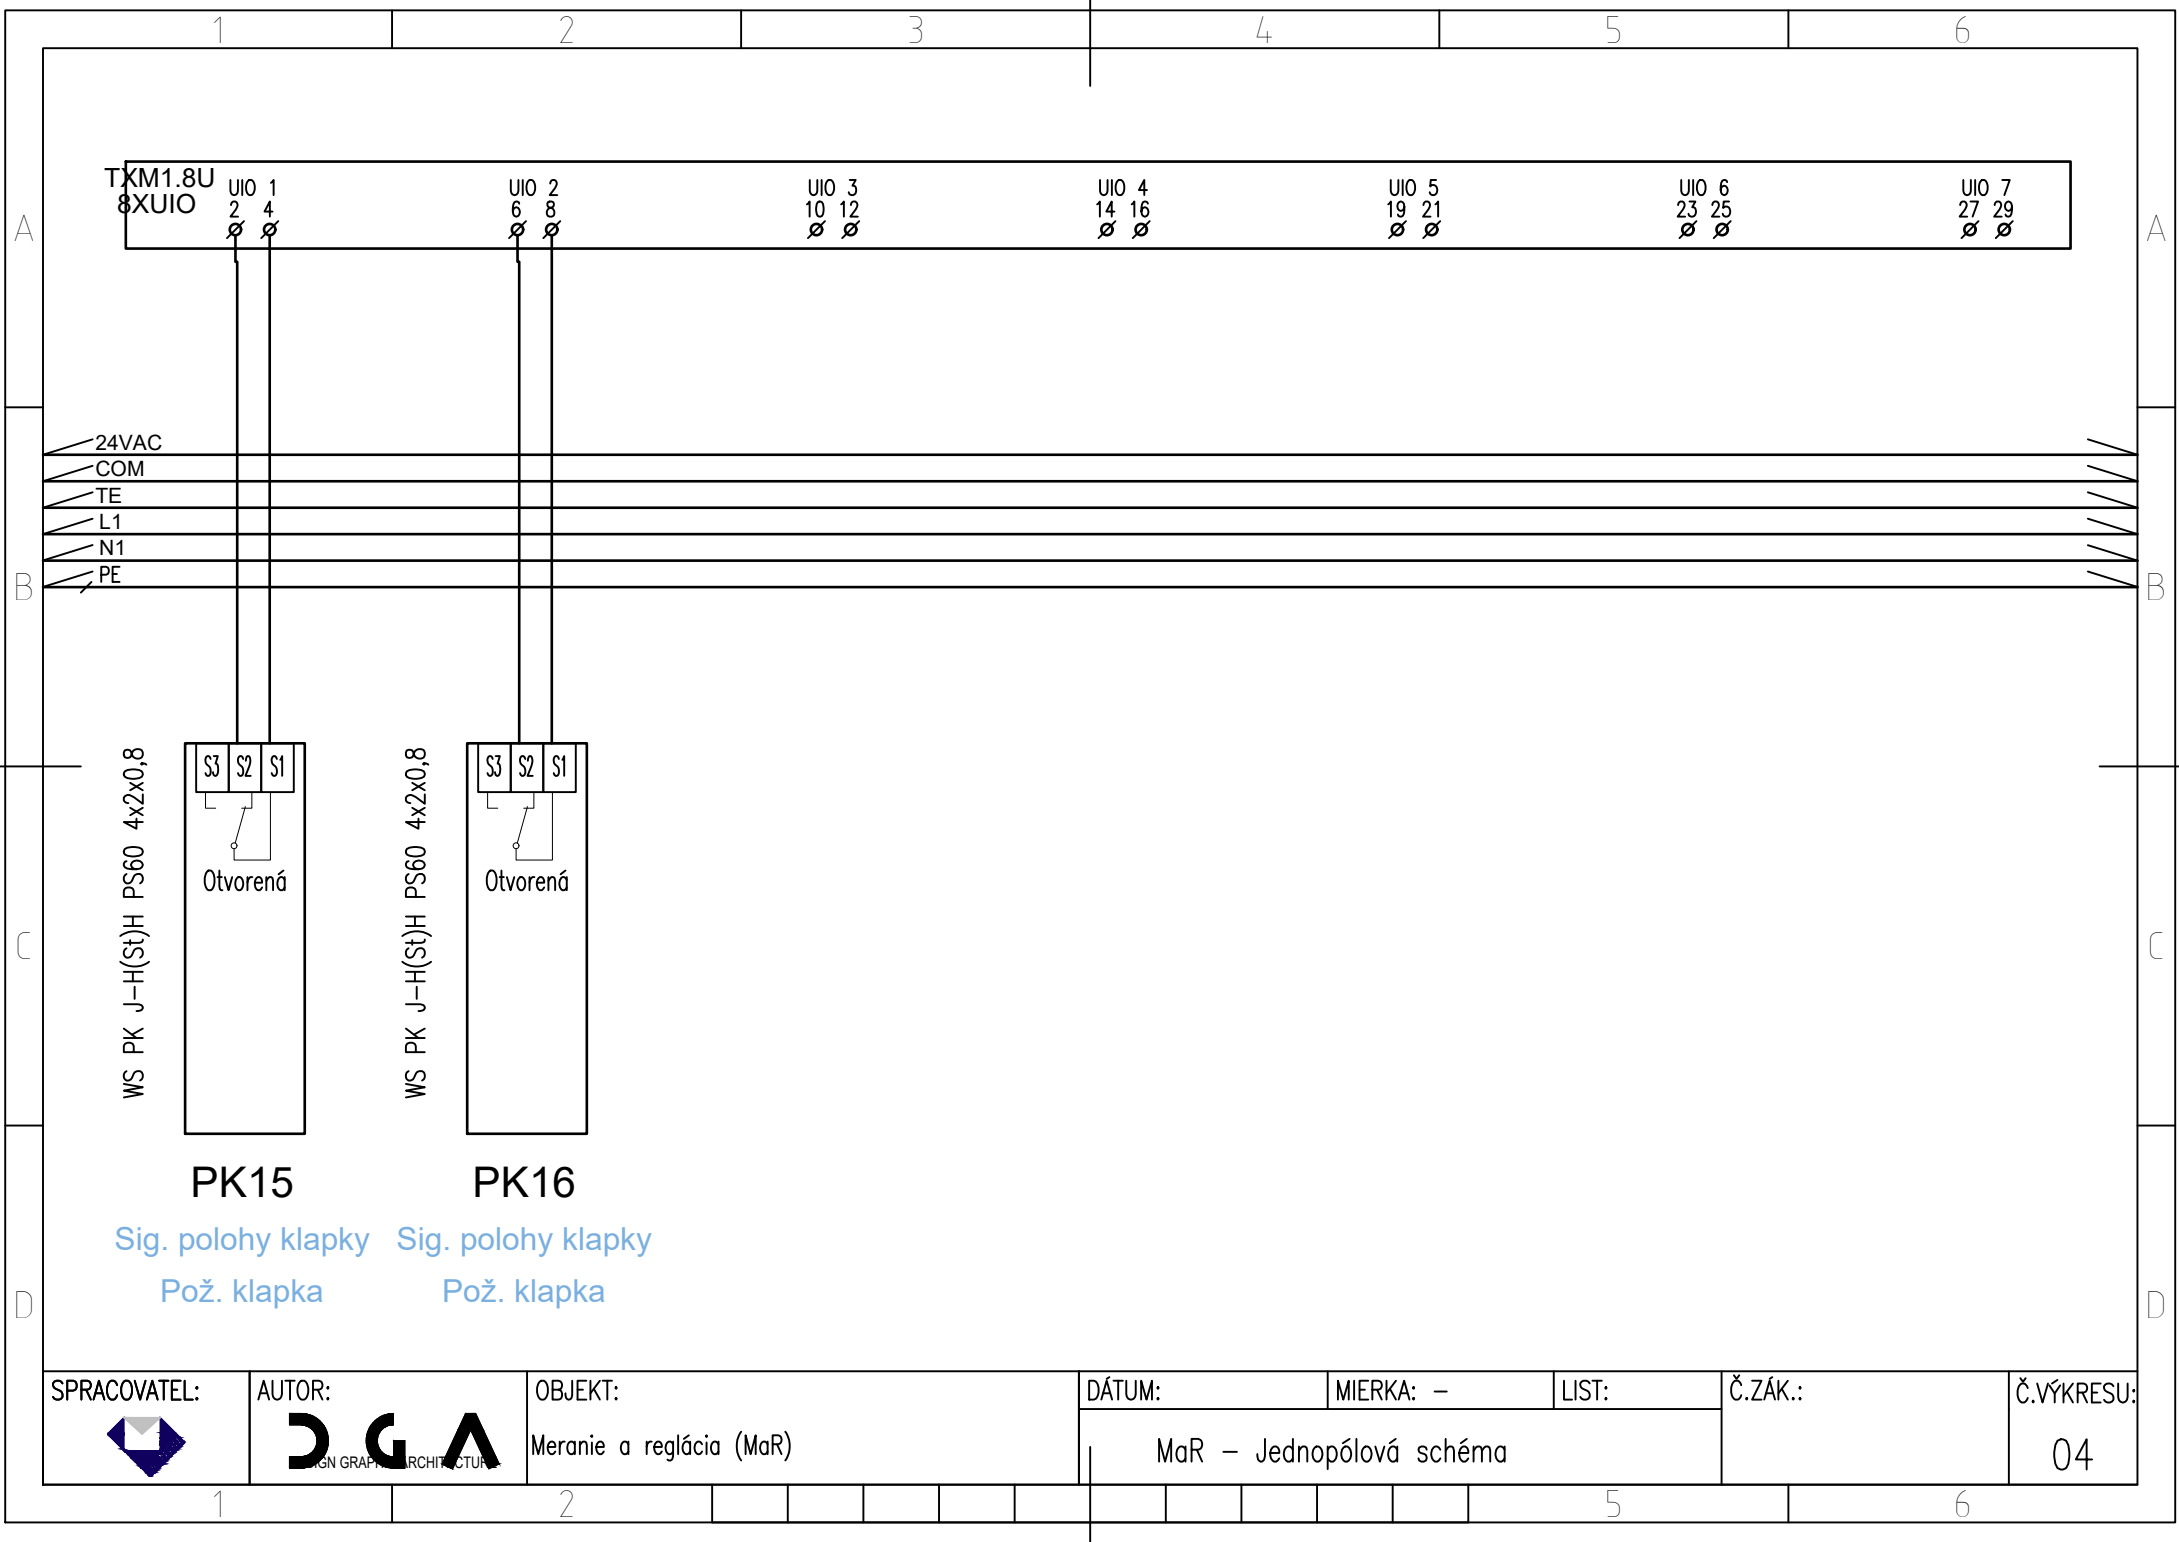 1 2 3 4 5 6
TXM1.8U
8XUIO
UIO 1 UIO 2 UIO 3 UIO 4 UIO 5 UIO 6 UIO 7
2 4 6 8 10 12 14 16 19 21 23 25 27 29
A A
24VAC
COM
TE
L1
N1
PE
B B
WS PK J-H(St)H PS60 4x2x0,8
S3 S2 S1
Otvorená
WS PK J-H(St)H PS60 4x2x0,8
S3 S2 S1
Otvorená
C C
PK15 PK16
Sig. polohy klapky Sig. polohy klapky
Pož. klapka Pož. klapka
D D
SPRACOVATEL: AUTOR: OBJEKT: DÁTUM: MIERKA: - LIST: Č.ZÁK.: Č.VÝKRESU:
DGA
Meranie a reglácia (MaR)
MaR - Jednopólová schéma
04
1 2 5 6